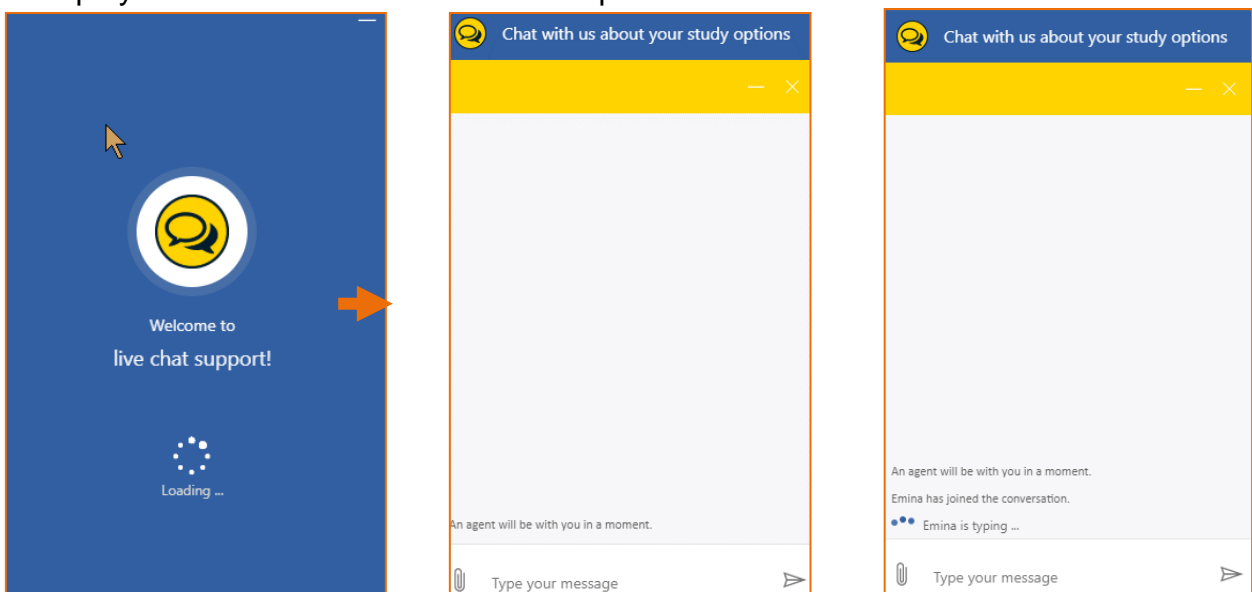 Welcome to
live chat support!
Loading ...
Chat with us about your study options
An agent will be with you in a moment.
Type your message
Chat with us about your study options
An agent will be with you in a moment.
Emina has joined the conversation.
Emina is typing ...
Type your message